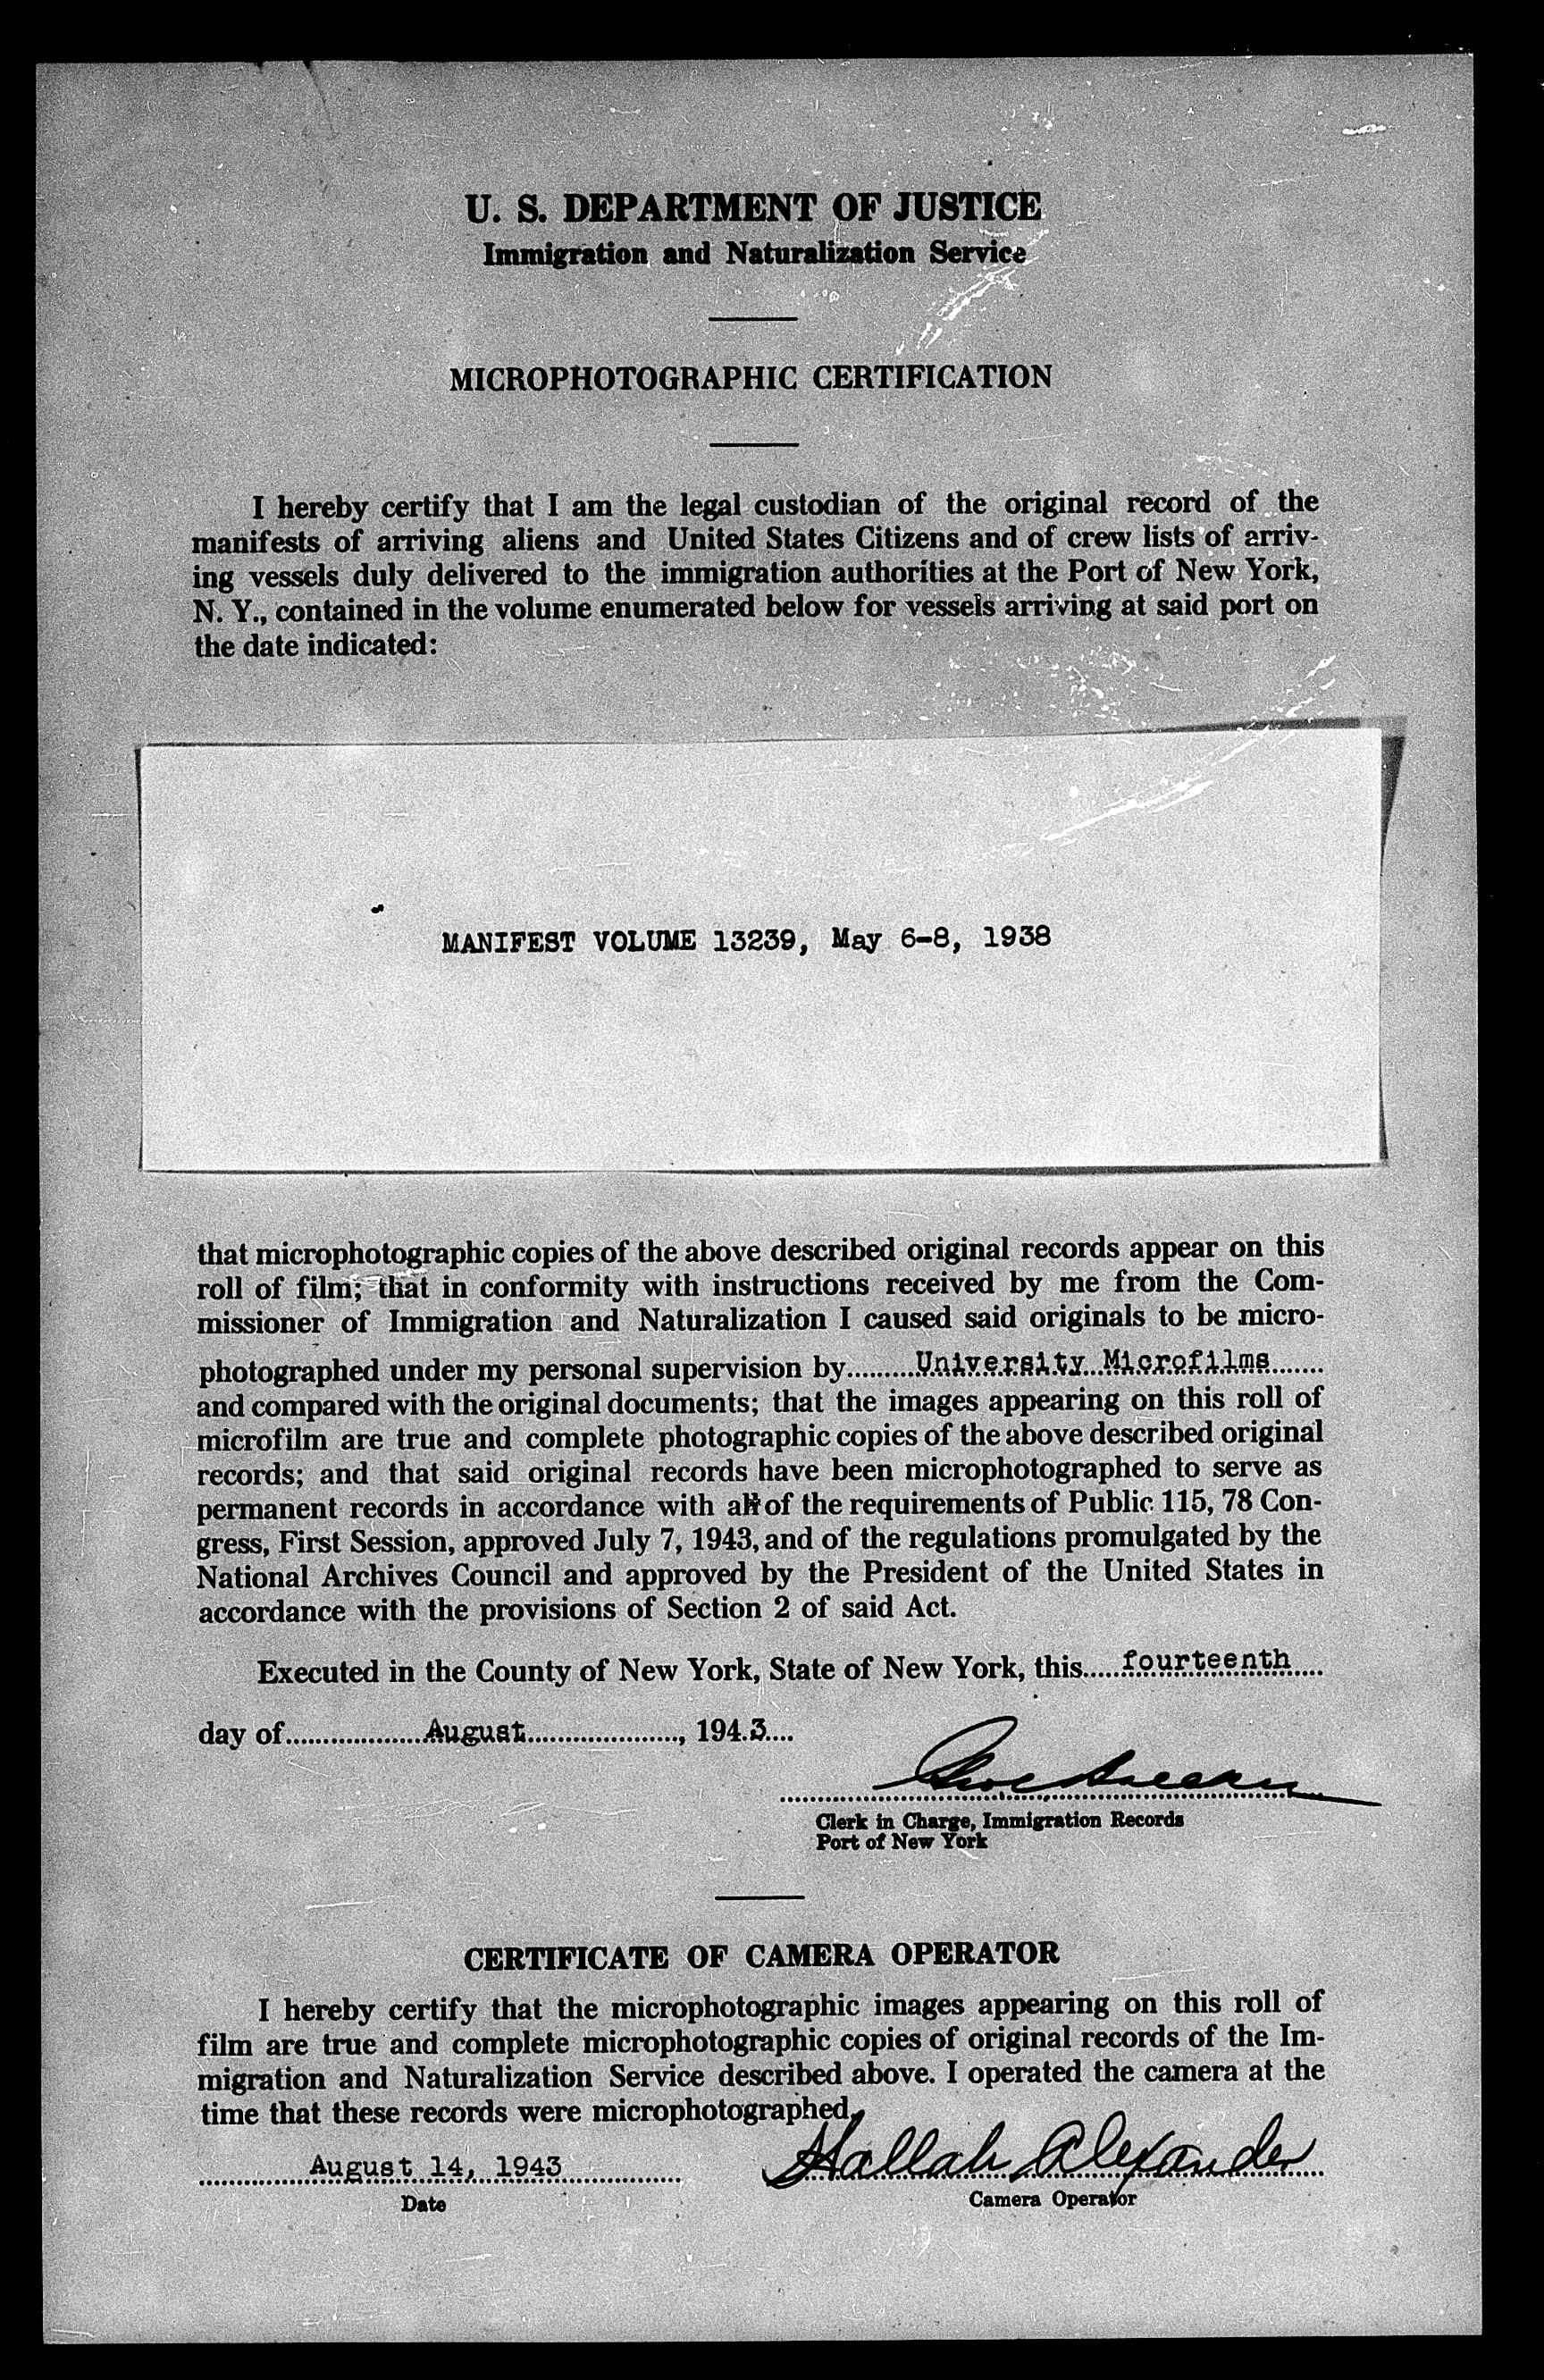 U. S. DEPARTMENT OF JUSTICE
Immigration and Naturalization Service
MICROPHOTOGRAPHIC CERTIFICATION
I hereby certify that I am the legal custodian of the original record of the
manifests of arriving aliens and United States Citizens and of crew lists of arriv-
ing vessels duly delivered to the immigration authorities at the Port of New York,
N. Y., contained in the volume enumerated below for vessels arriving at said port on
the date indicated:
MANIFEST VOLUME 13239, May 6-8, 1938
that microphotographic copies of the above described original records appear on this
roll of film; that in conformity with instructions received by me from the Com-
missioner of Immigration and Naturalization I caused said originals to be micro-
photographed under my personal supervision by University Microfilms
and compared with the original documents; that the images appearing on this roll of
microfilm are true and complete photographic copies of the above described original
records; and that said original records have been microphotographed to serve as
permanent records in accordance with all of the requirements of Public 115, 78 Con-
gress, First Session, approved July 7, 1943, and of the regulations promulgated by the
National Archives Council and approved by the President of the United States in
accordance with the provisions of Section 2 of said Act.
Executed in the County of New York, State of New York, this fourteenth
day of August, 1943
Clerk in Charge, Immigration Records
Port of New York
CERTIFICATE OF CAMERA OPERATOR
I hereby certify that the microphotographic images appearing on this roll of
film are true and complete microphotographic copies of original records of the Im-
migration and Naturalization Service described above. I operated the camera at the
time that these records were microphotographed.
August 14, 1943 Hallah Alexander
Date Camera Operator